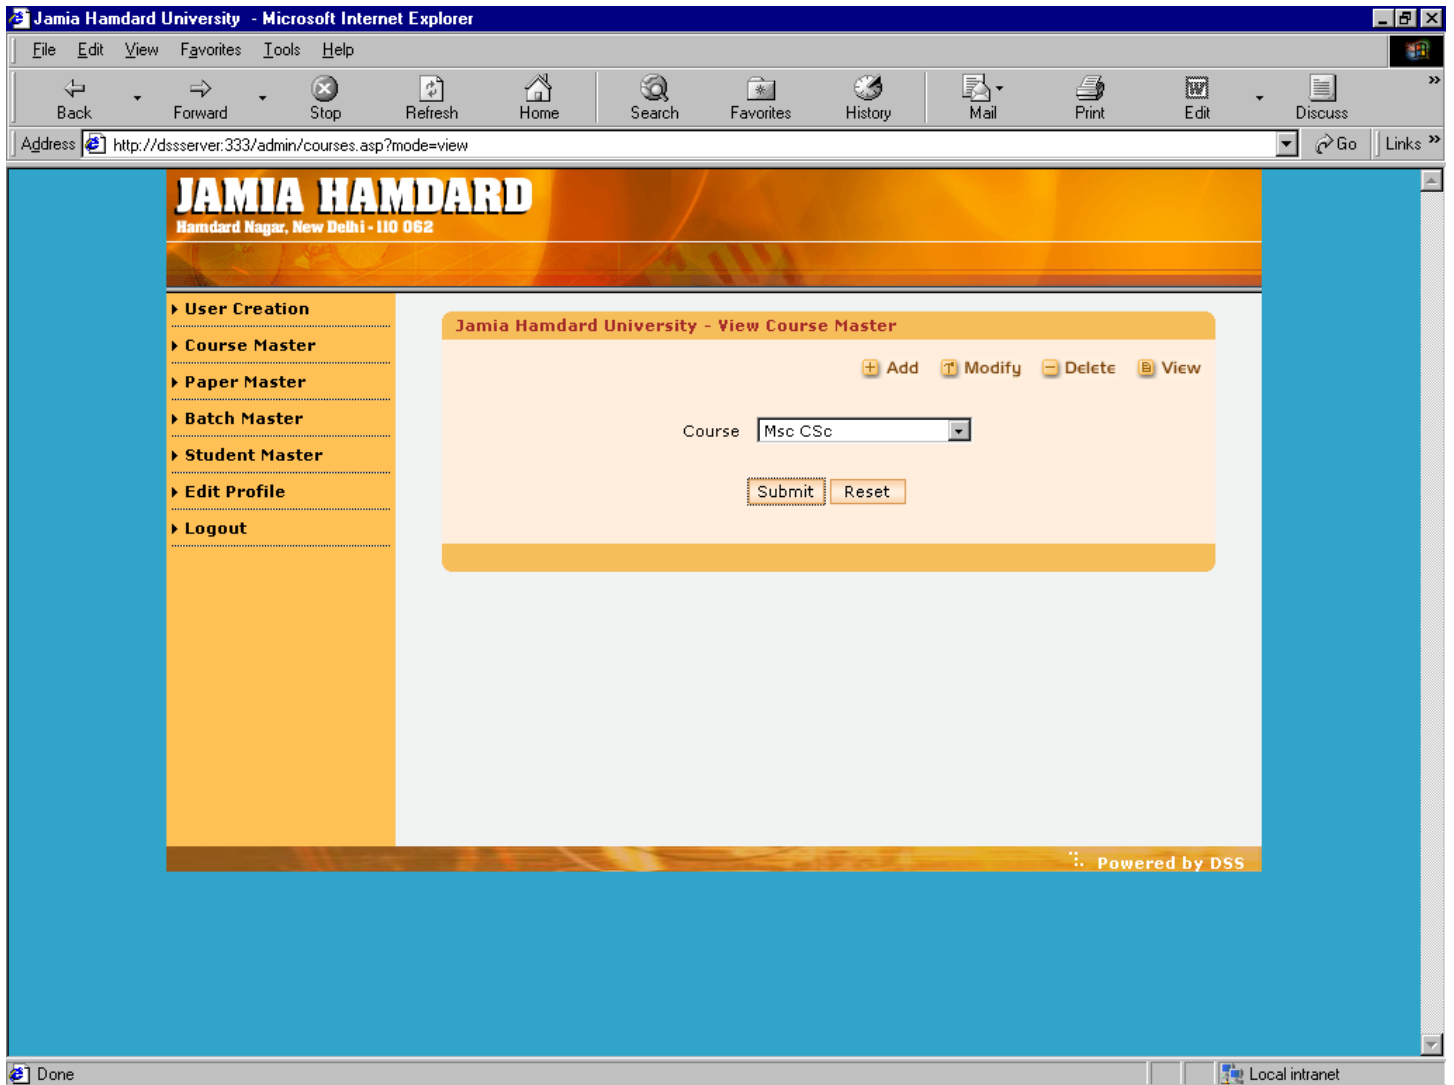 Jamia Hamdard University - Microsoft Internet Explorer
File Edit View Favorites Tools Help
Back Forward Stop Refresh Home Search Favorites History Mail Print Edit Discuss »
Address http://dssserver:333/admin/courses.asp?mode=view Go Links »
JAMIA HAMDARD
Hamdard Nagar, New Delhi - 110 062
User Creation
Course Master
Paper Master
Batch Master
Student Master
Edit Profile
Logout
Jamia Hamdard University - View Course Master
Add Modify Delete View
Course Msc CSc
Submit Reset
Powered by DSS
Done Local intranet